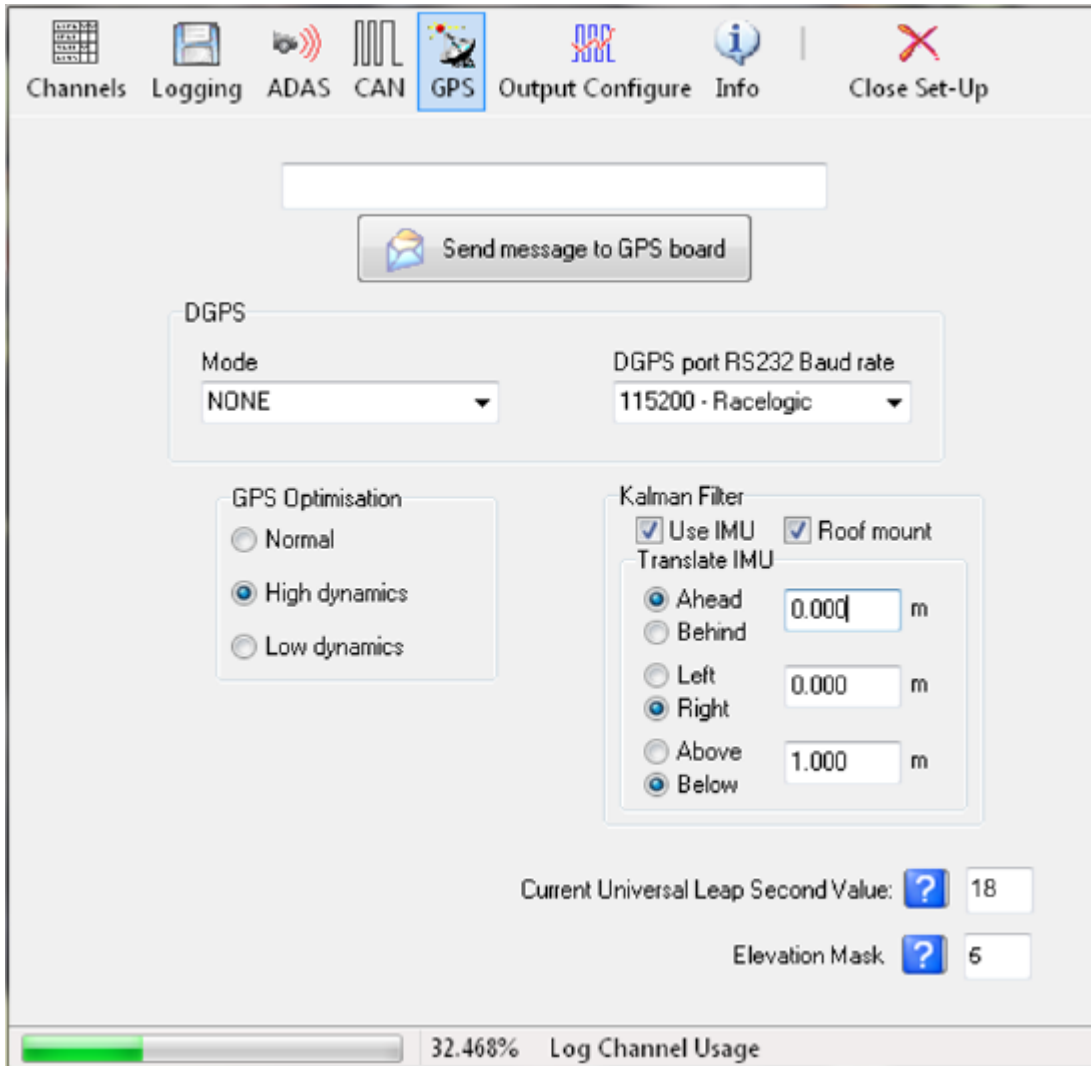 Channels Logging ADAS CAN GPS Output Configure Info Close Set-Up
Send message to GPS board
DGPS
Mode DGPS port RS232 Baud rate
NONE 115200 - Racelogic
GPS Optimisation
Normal
High dynamics
Low dynamics
Kalman Filter
Use IMU Roof mount
Translate IMU
Ahead 0.000 m
Behind
Left 0.000 m
Right
Above 1.000 m
Below
Current Universal Leap Second Value: ? 18
Elevation Mask ?
32.468% Log Channel Usage